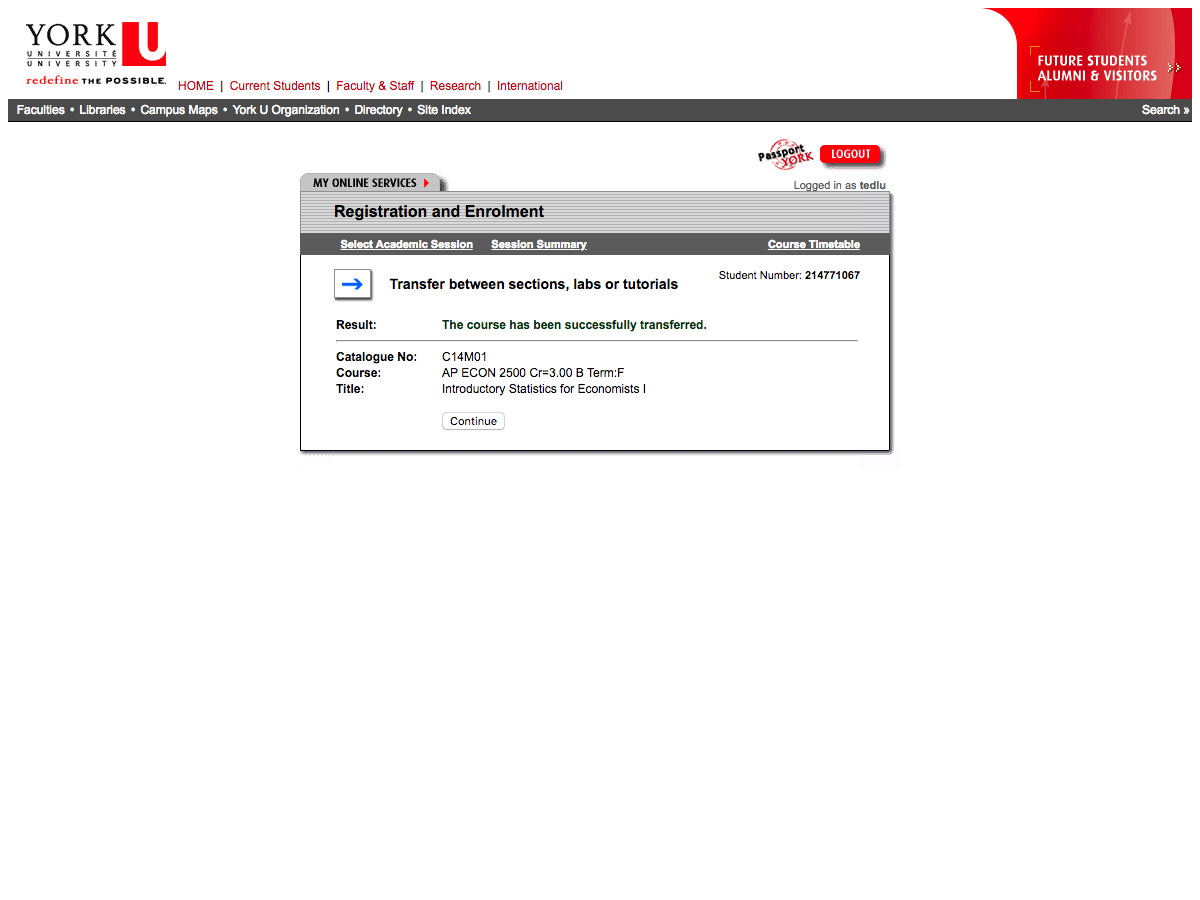 YORK U
UNIVERSITÉ
UNIVERSITY
redefine THE POSSIBLE.
HOME | Current Students | Faculty & Staff | Research | International
FUTURE STUDENTS
ALUMNI & VISITORS
Faculties • Libraries • Campus Maps • York U Organization • Directory • Site Index
Search »
Passport YORK
LOGOUT
Logged in as tedlu
MY ONLINE SERVICES
Registration and Enrolment
Select Academic Session Session Summary Course Timetable
Transfer between sections, labs or tutorials
Student Number: 214771067
Result: The course has been successfully transferred.
Catalogue No: C14M01
Course: AP ECON 2500 Cr=3.00 B Term:F
Title: Introductory Statistics for Economists I
Continue